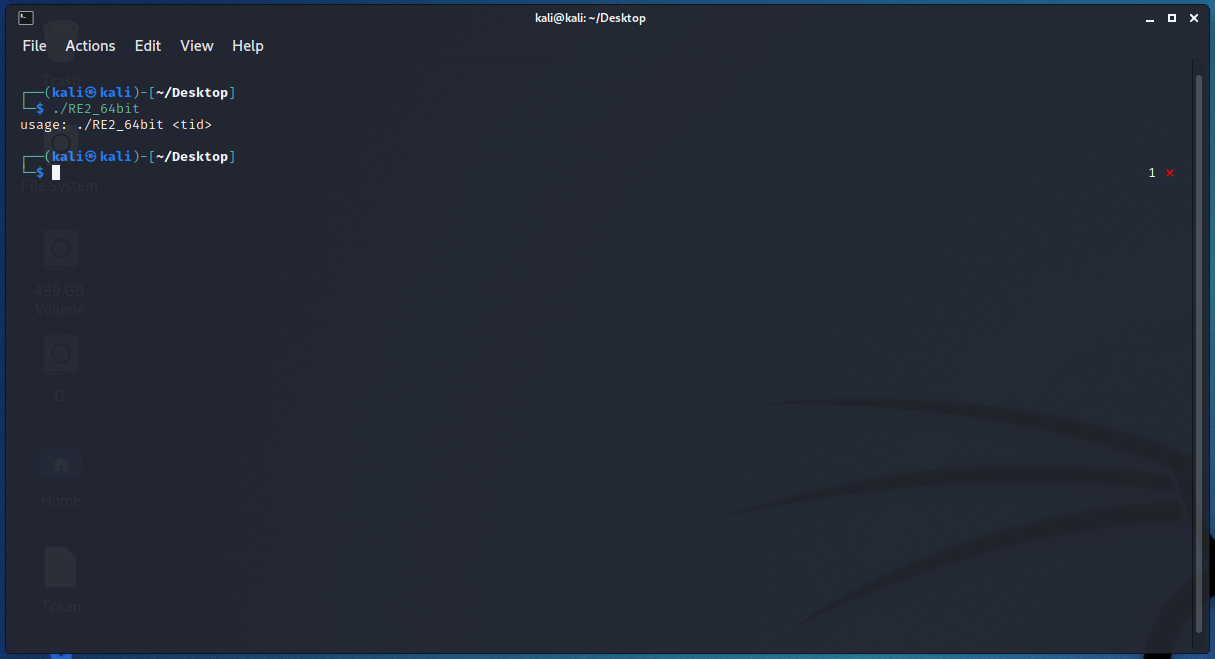 kali@kali: ~/Desktop
File Actions Edit View Help
Trash
┌──(kali㉿kali)-[~/Desktop]
└─$ ./RE2_64bit
usage: ./RE2_64bit <tid>
┌──(kali㉿kali)-[~/Desktop]
└─$ 1 ⨯
File System
499 GB
Volume
D
Home
Token